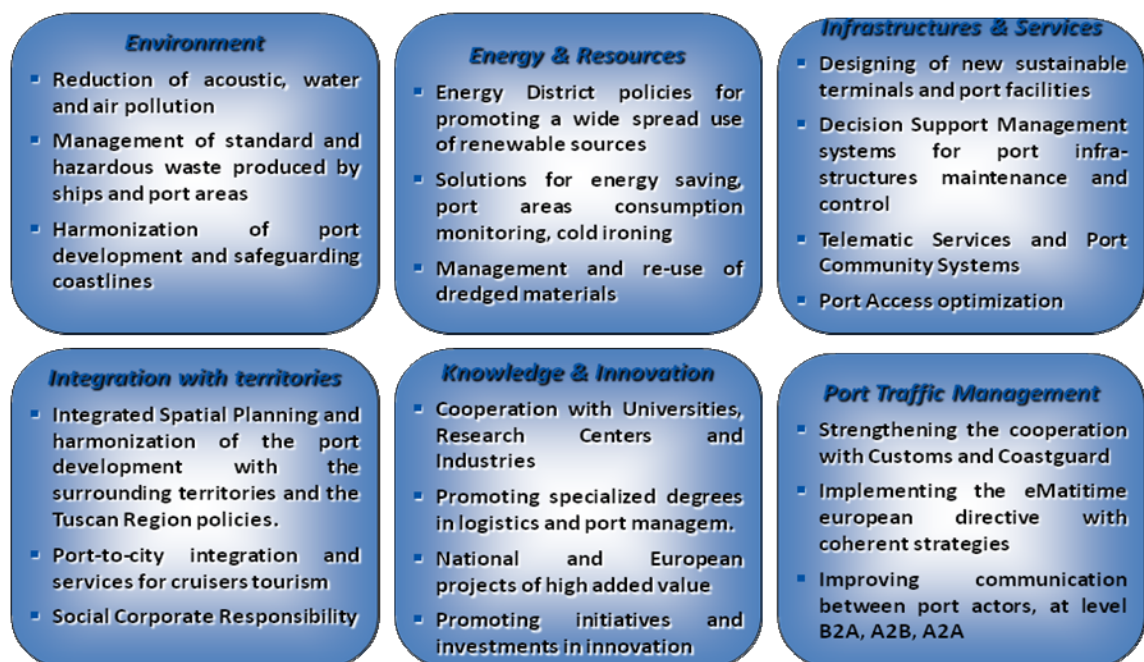 Environment
Reduction of acoustic, water
and air pollution
Management of standard and
hazardous waste produced by
ships and port areas
Harmonization of port
development and safeguarding
coastlines
Energy & Resources
Energy District policies for
promoting a wide spread use
of renewable sources
Solutions for energy saving,
port areas consumption
monitoring, cold ironing
Management and re-use of
dredged materials
Infrastructures & Services
Designing of new sustainable
terminals and port facilities
Decision Support Management
systems for port infra-
structures maintenance and
control
Telematic Services and Port
Community Systems
Port Access optimization
Integration with territories
Integrated Spatial Planning and
harmonization of the port
development with the
surrounding territories and the
Tuscan Region policies.
Port-to-city integration and
services for cruisers tourism
Social Corporate Responsibility
Knowledge & Innovation
Cooperation with Universities,
Research Centers and
Industries
Promoting specialized degrees
in logistics and port managem.
National and European
projects of high added value
Promoting initiatives and
investments in innovation
Port Traffic Management
Strengthening the cooperation
with Customs and Coastguard
Implementing the eMatitime
european directive with
coherent strategies
Improving communication
between port actors, at level
B2A, A2B, A2A